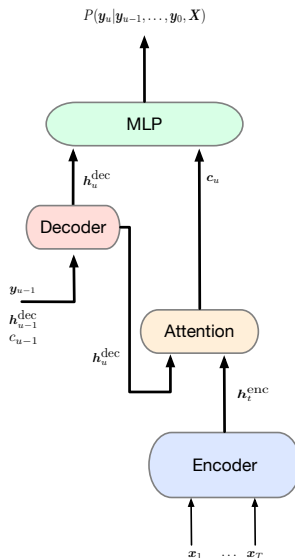 P(y_u|y_{u-1}, ..., y_0, X)
MLP
h_u^{dec}
c_u
Decoder
y_{u-1}
h_{u-1}^{dec}
c_{u-1}
Attention
h_u^{dec}
h_t^{enc}
Encoder
x_1 ... x_T